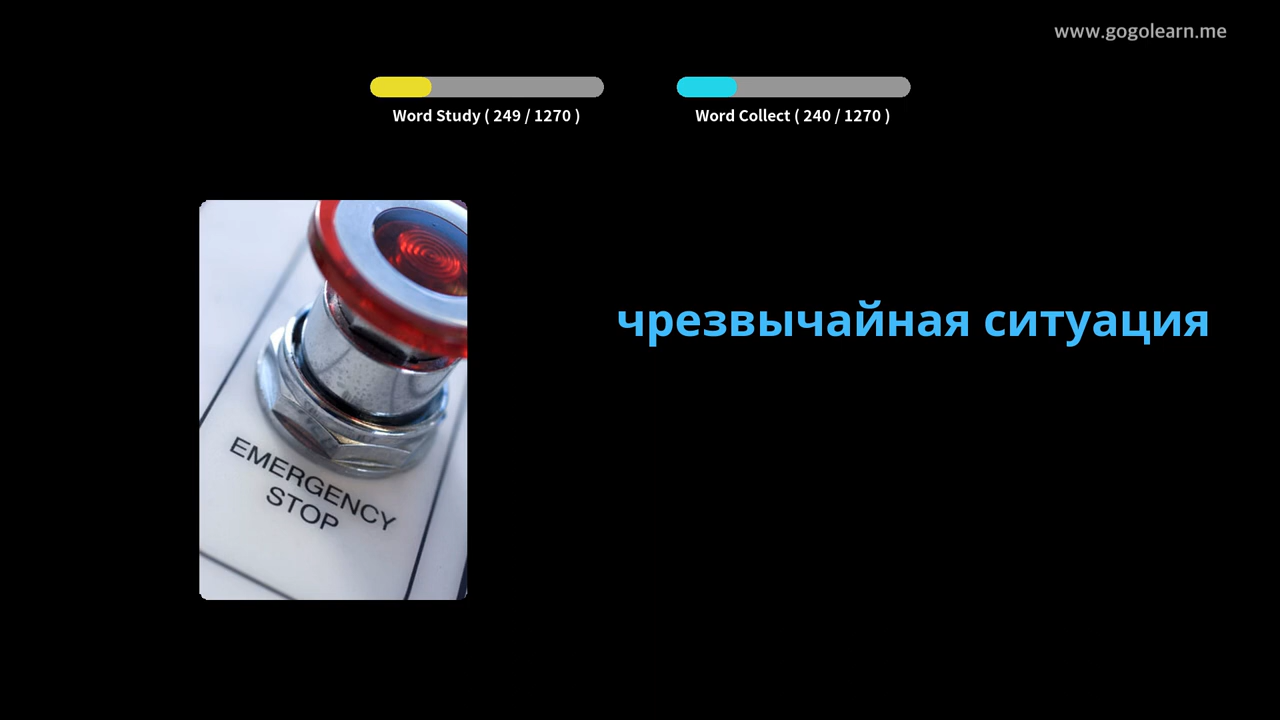 www.gogolearn.me
Word Study ( 249 / 1270 )
Word Collect ( 240 / 1270 )
чрезвычайная ситуация
EMERGENCY
STOP